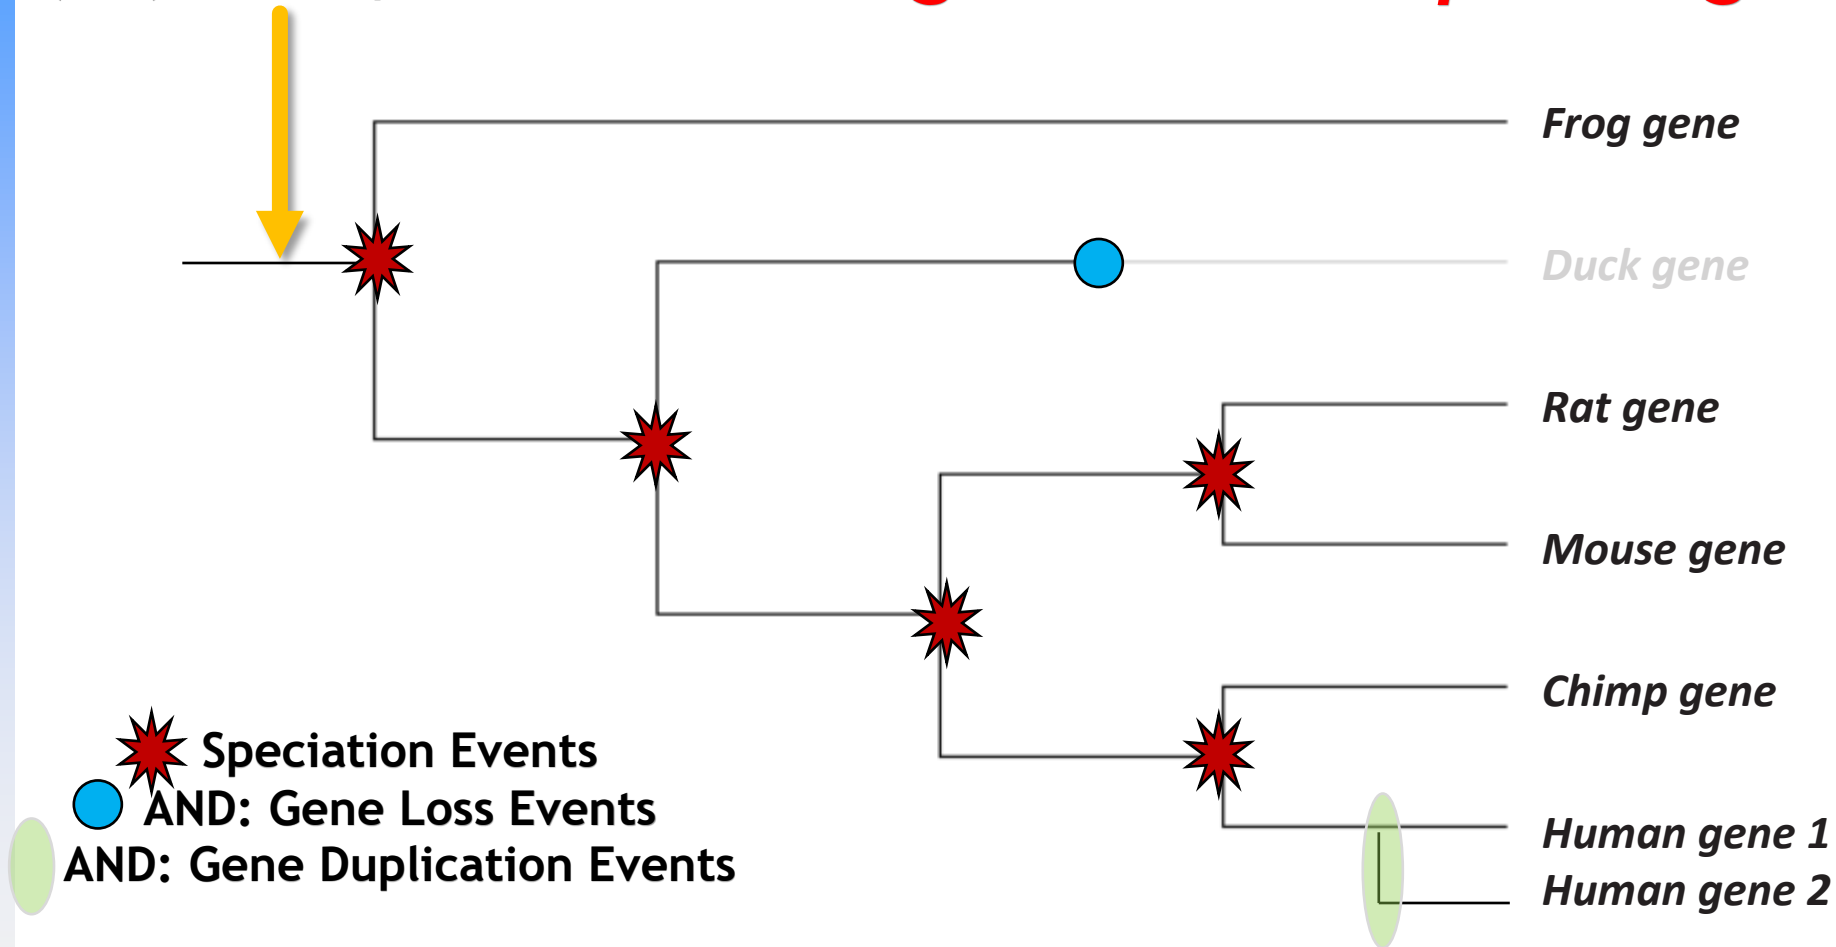 Frog gene
Duck gene
Rat gene
Mouse gene
Chimp gene
Speciation Events
AND: Gene Loss Events
Human gene 1
AND: Gene Duplication Events
Human gene 2